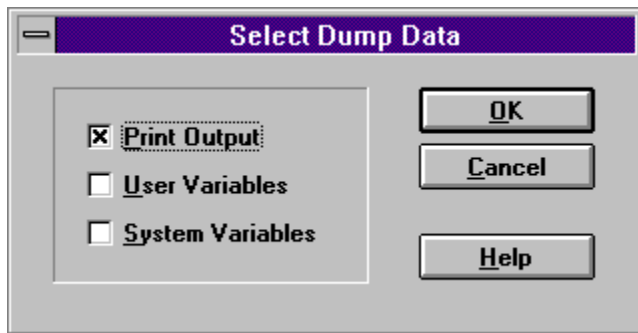 Select Dump Data
Print Output
User Variables
System Variables
OK
Cancel
Help